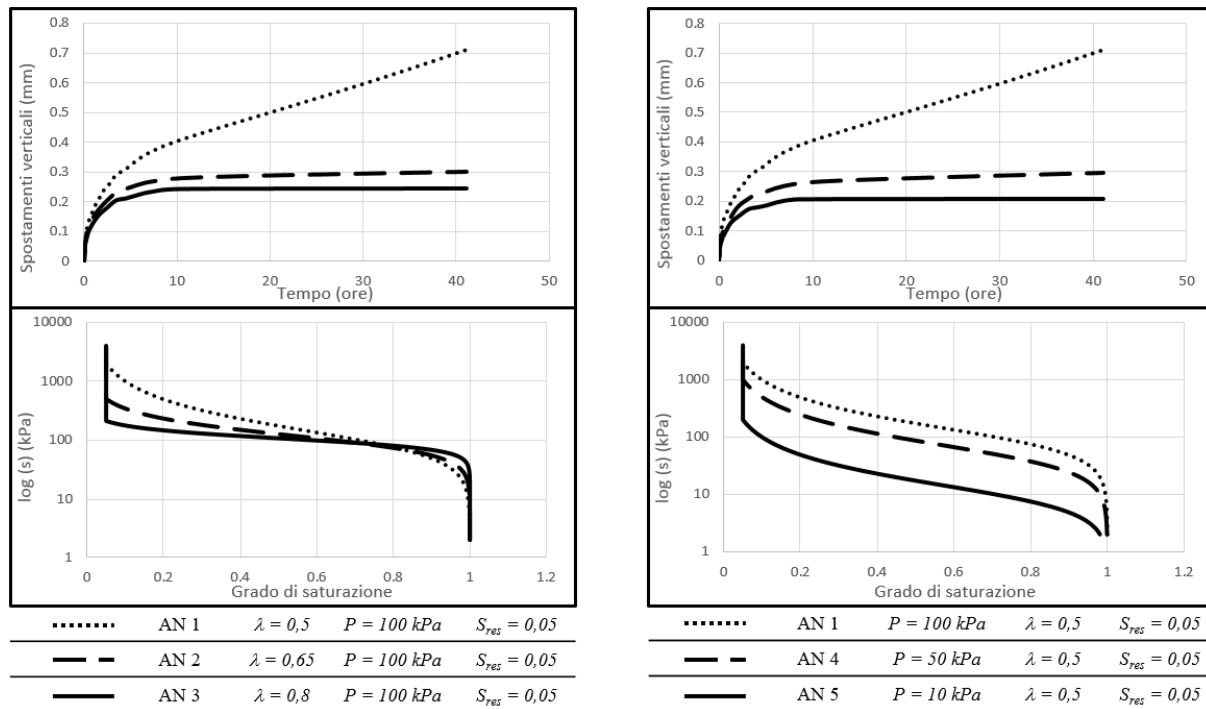 Spostamenti verticali (mm)
0.8
0.7
0.6
0.5
0.4
0.3
0.2
0.1
0
0 10 20 30 40 50
Tempo (ore)
log (s) (kPa)
10000
1000
100
10
1
0 0.2 0.4 0.6 0.8 1 1.2
Grado di saturazione
AN 1 λ = 0,5 P = 100 kPa S_res = 0,05
AN 2 λ = 0,65 P = 100 kPa S_res = 0,05
AN 3 λ = 0,8 P = 100 kPa S_res = 0,05
Spostamenti verticali (mm)
0.8
0.7
0.6
0.5
0.4
0.3
0.2
0.1
0
0 10 20 30 40 50
Tempo (ore)
log (s) (kPa)
10000
1000
100
10
1
0 0.2 0.4 0.6 0.8 1 1.2
Grado di saturazione
AN 1 P = 100 kPa λ = 0,5 S_res = 0,05
AN 4 P = 50 kPa λ = 0,5 S_res = 0,05
AN 5 P = 10 kPa λ = 0,5 S_res = 0,05